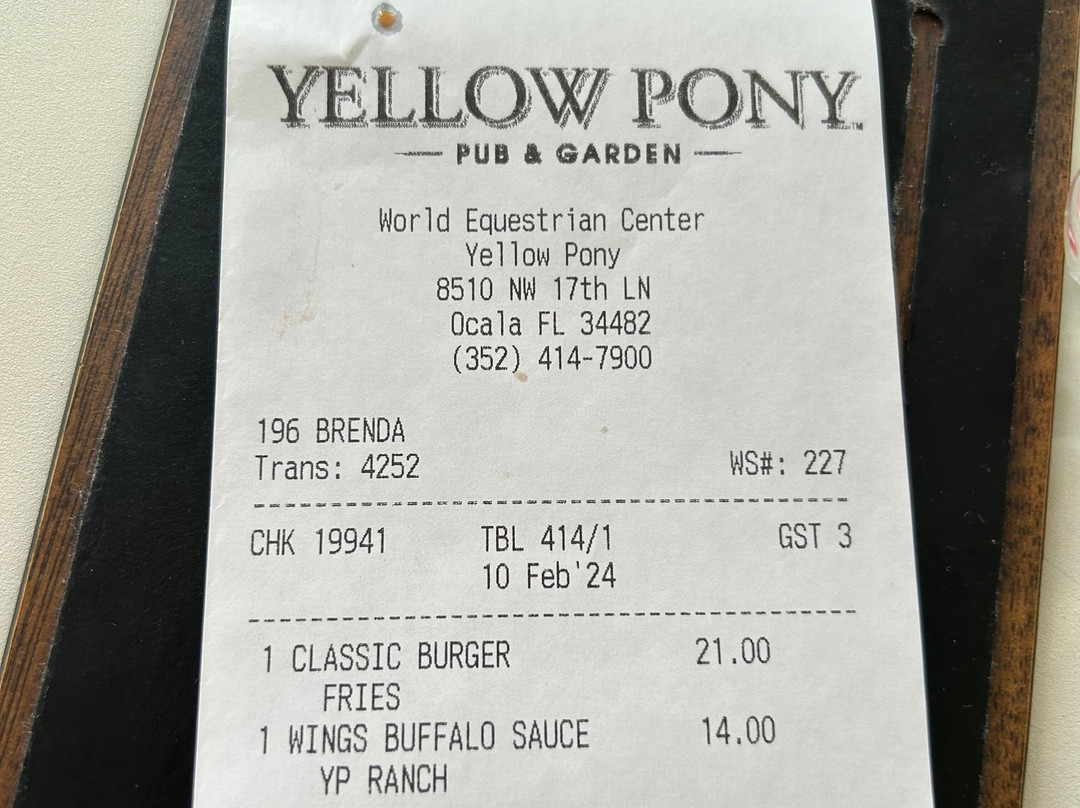 YELLOW PONY™
PUB & GARDEN
World Equestrian Center
Yellow Pony
8510 NW 17th LN
Ocala FL 34482
(352) 414-7900
196 BRENDA
Trans: 4252 WS#: 227
CHK 19941 TBL 414/1 GST 3
10 Feb'24
1 CLASSIC BURGER 21.00
FRIES
1 WINGS BUFFALO SAUCE 14.00
YP RANCH